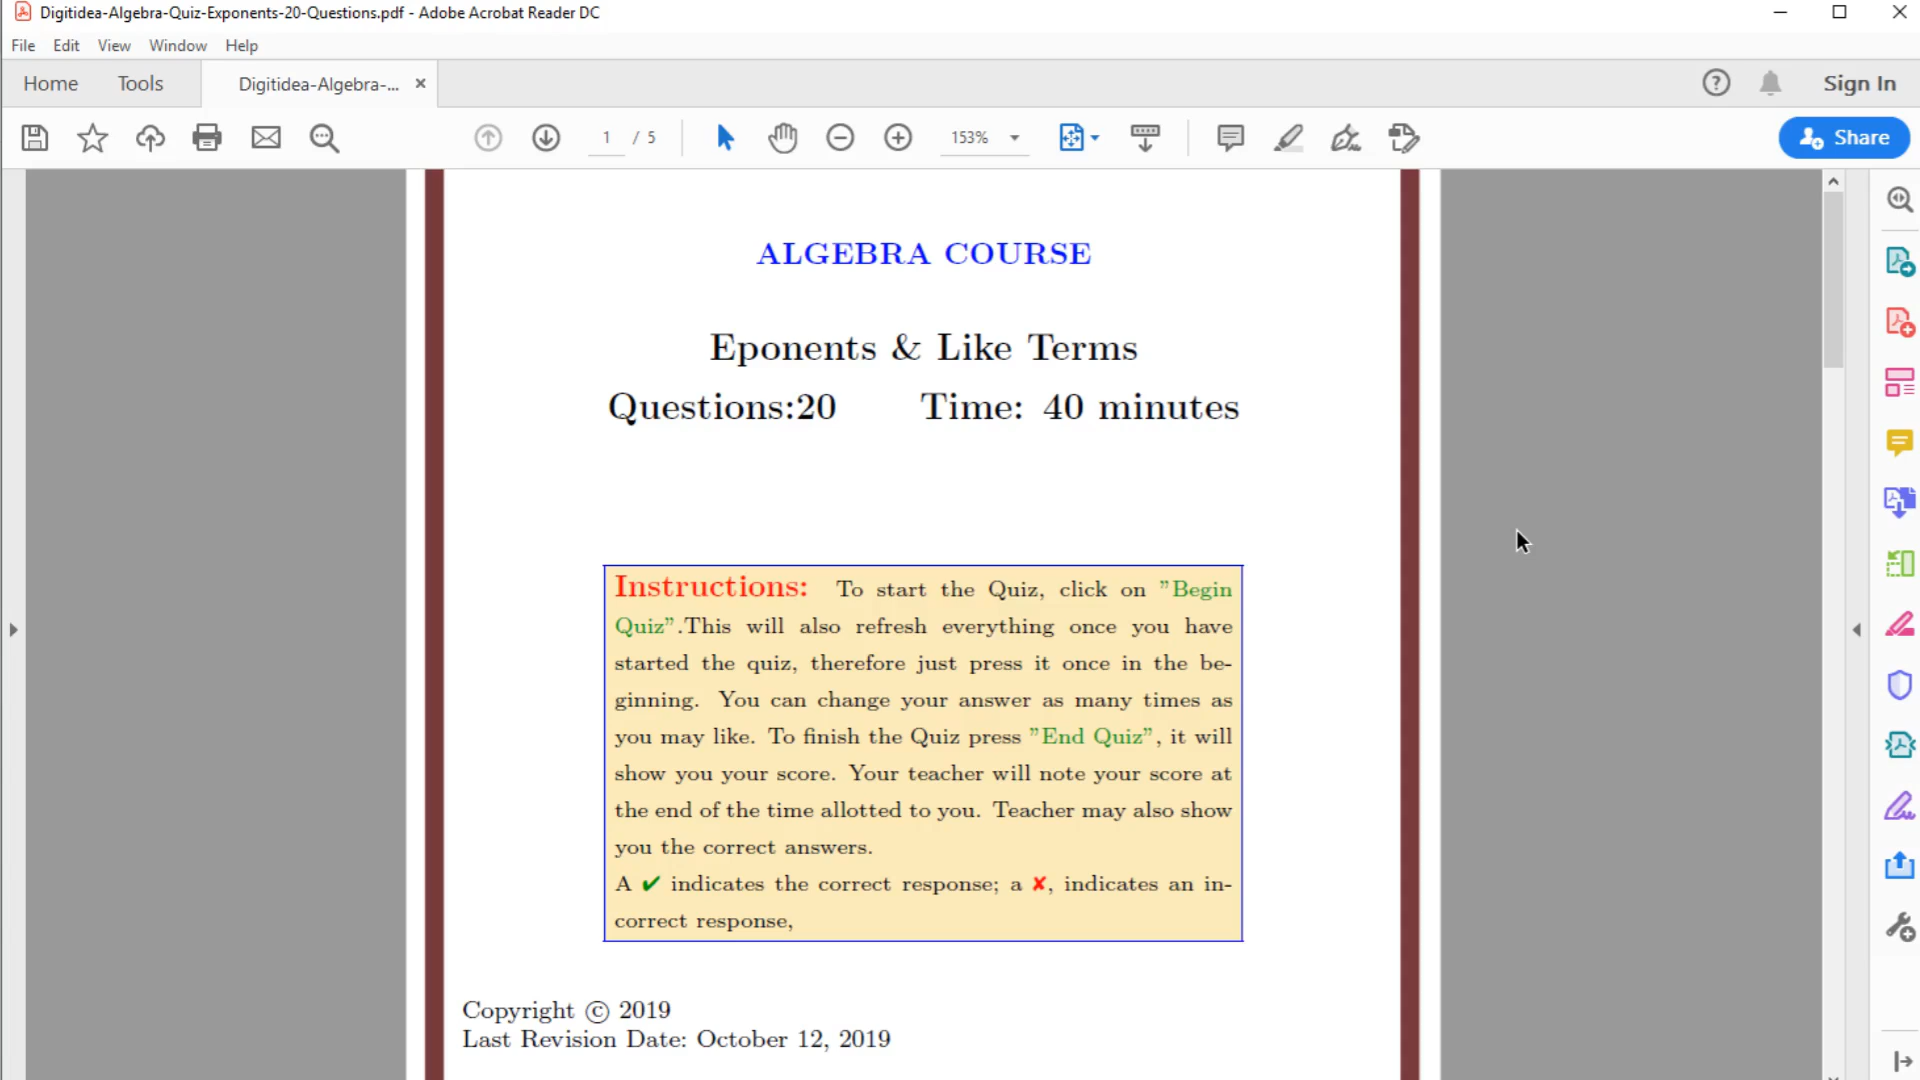 Digitidea-Algebra-Quiz-Exponents-20-Questions.pdf - Adobe Acrobat Reader DC
File Edit View Window Help
Home Tools Digitidea-Algebra-... × ? Sign In
1 / 5 153% Share
ALGEBRA COURSE
Eponents & Like Terms
Questions:20 Time: 40 minutes
Instructions: To start the Quiz, click on ”Begin
Quiz”.This will also refresh everything once you have
started the quiz, therefore just press it once in the be-
ginning. You can change your answer as many times as
you may like. To finish the Quiz press ”End Quiz”, it will
show you your score. Your teacher will note your score at
the end of the time allotted to you. Teacher may also show
you the correct answers.
A ✔ indicates the correct response; a ✘, indicates an in-
correct response,
Copyright © 2019
Last Revision Date: October 12, 2019